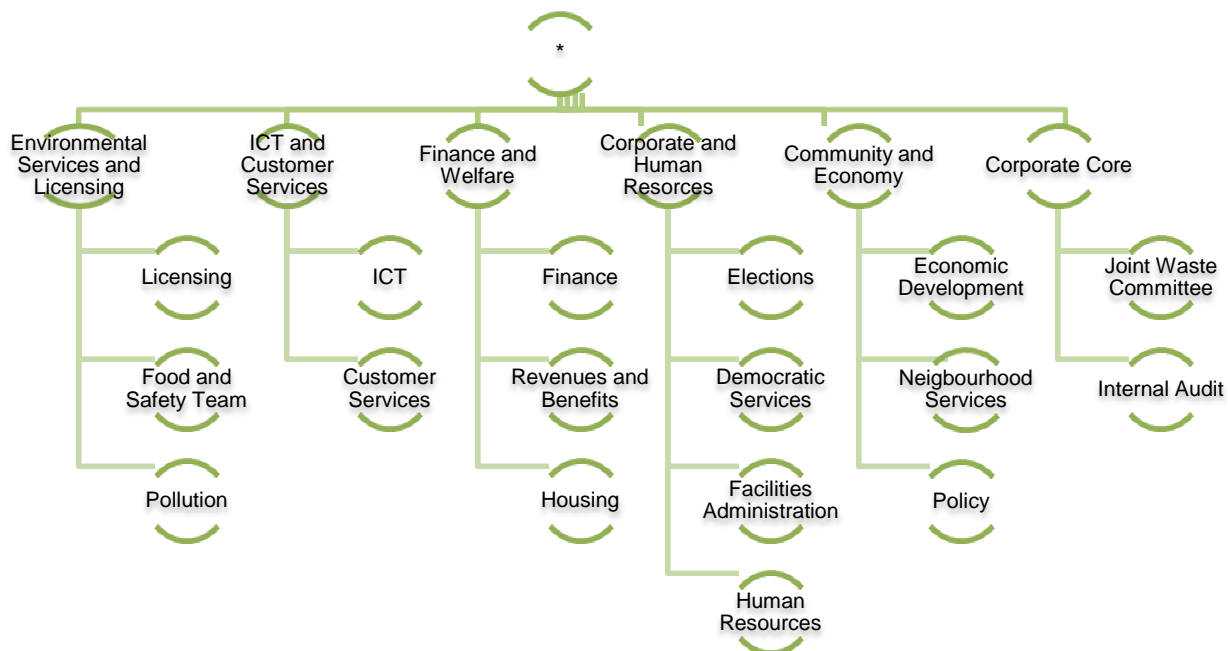 *
Environmental
Services and
Licensing
ICT and
Customer
Services
Finance and
Welfare
Corporate and
Human
Resorces
Community and
Economy
Corporate Core
Licensing
ICT
Finance
Elections
Economic
Development
Joint Waste
Committee
Food and
Safety Team
Customer
Services
Revenues and
Benefits
Democratic
Services
Neigbourhood
Services
Internal Audit
Pollution
Housing
Facilities
Administration
Policy
Human
Resources